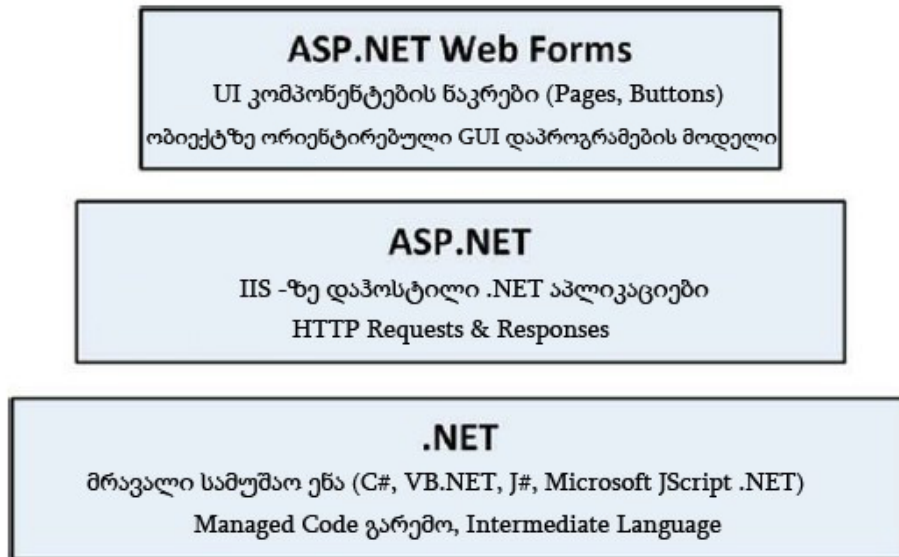 ASP.NET Web Forms
UI კომპონენტების ნაკრები (Pages, Buttons)
ობიექტზე ორიენტირებული GUI დაპროგრამების მოდელი
ASP.NET
IIS -ზე დაჰოსტილი .NET აპლიკაციები
HTTP Requests & Responses
.NET
მრავალი სამუშაო ენა (C#, VB.NET, J#, Microsoft JScript .NET)
Managed Code გარემო, Intermediate Language